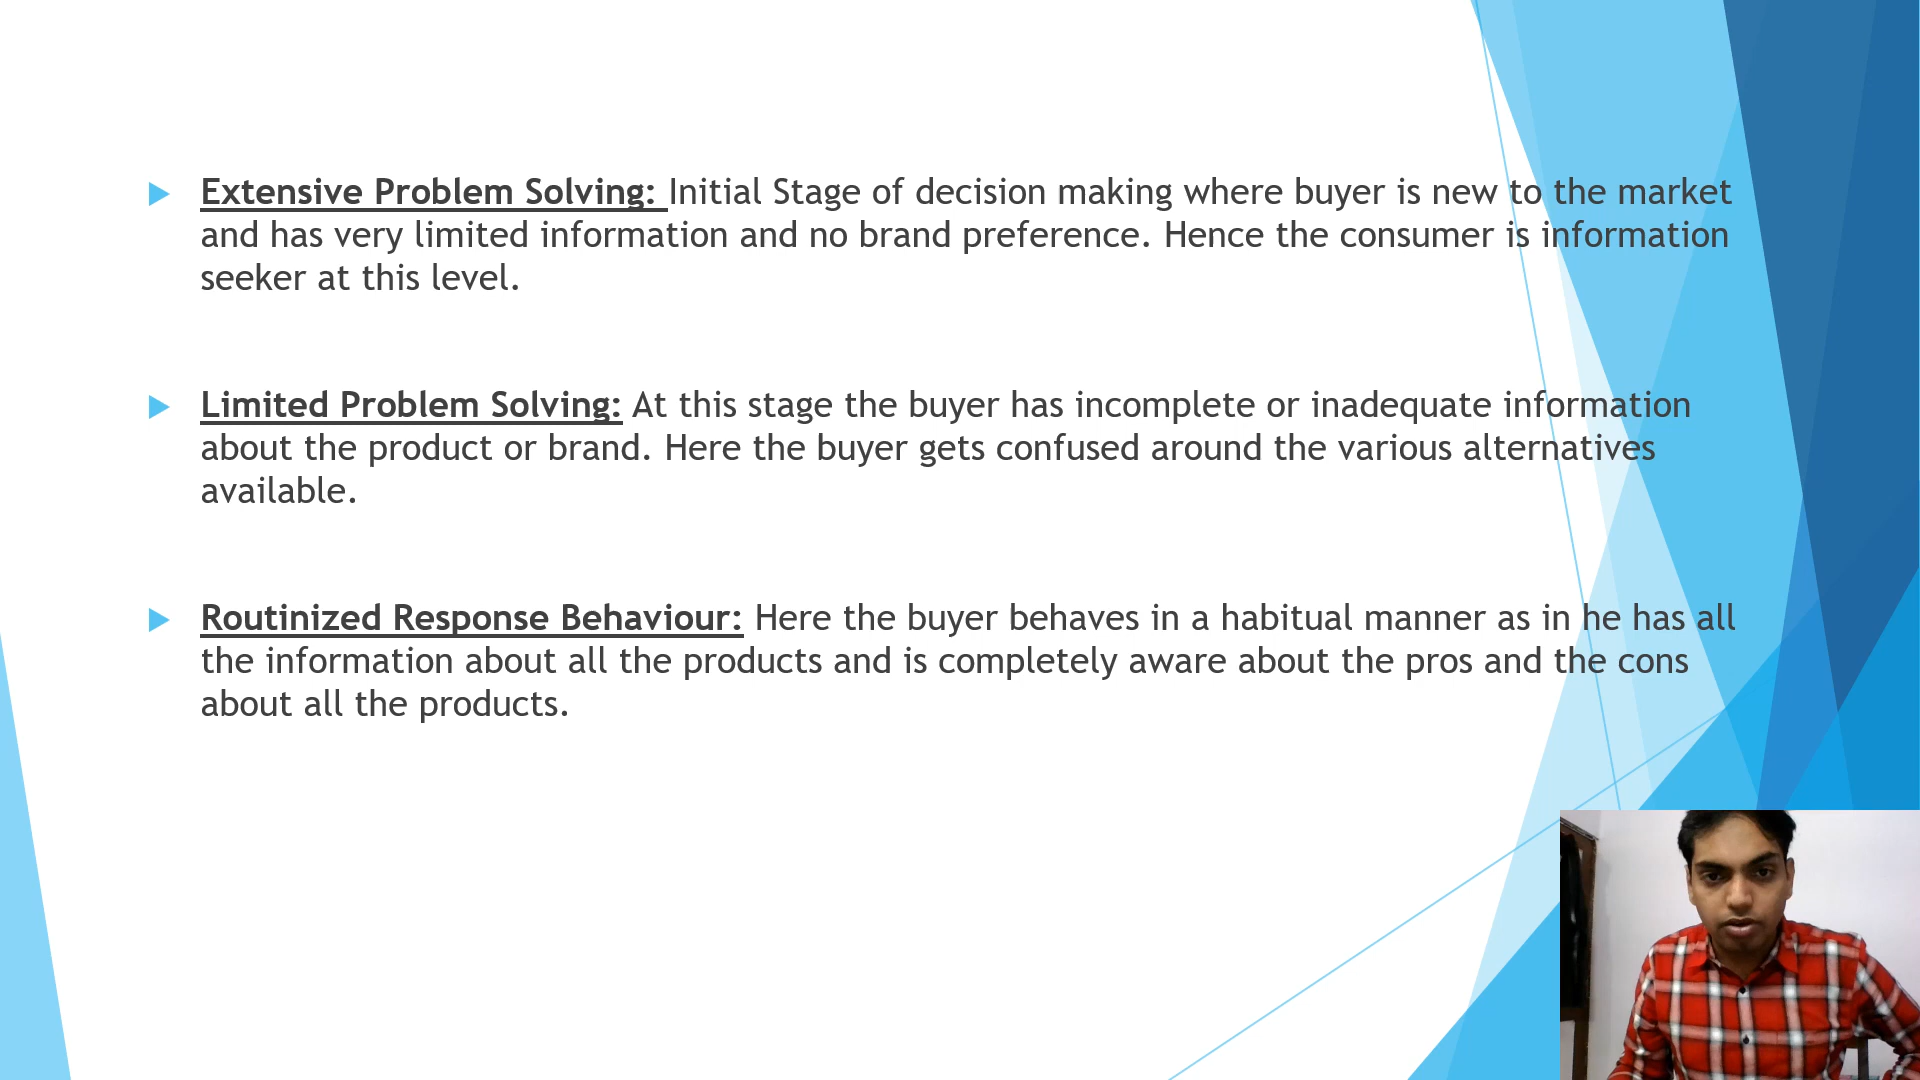 Extensive Problem Solving: Initial Stage of decision making where buyer is new to the market
and has very limited information and no brand preference. Hence the consumer is information
seeker at this level.
Limited Problem Solving: At this stage the buyer has incomplete or inadequate information
about the product or brand. Here the buyer gets confused around the various alternatives
available.
Routinized Response Behaviour: Here the buyer behaves in a habitual manner as in he has all
the information about all the products and is completely aware about the pros and the cons
about all the products.